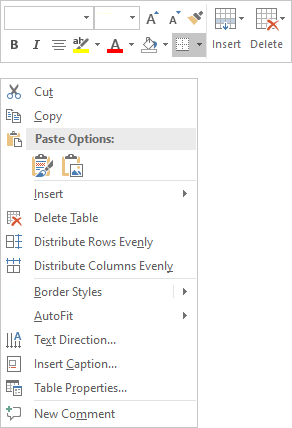 A A
B I A Insert Delete
Cut
Copy
Paste Options:
Insert
Delete Table
Distribute Rows Evenly
Distribute Columns Evenly
Border Styles
AutoFit
Text Direction...
Insert Caption...
Table Properties...
New Comment